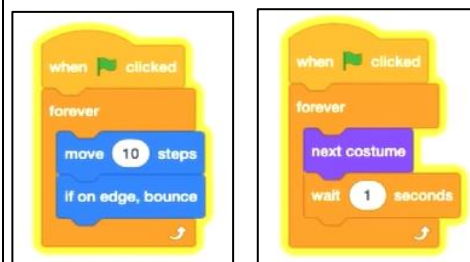 when clicked
forever
move 10 steps
if on edge, bounce
when clicked
forever
next costume
wait 1 seconds